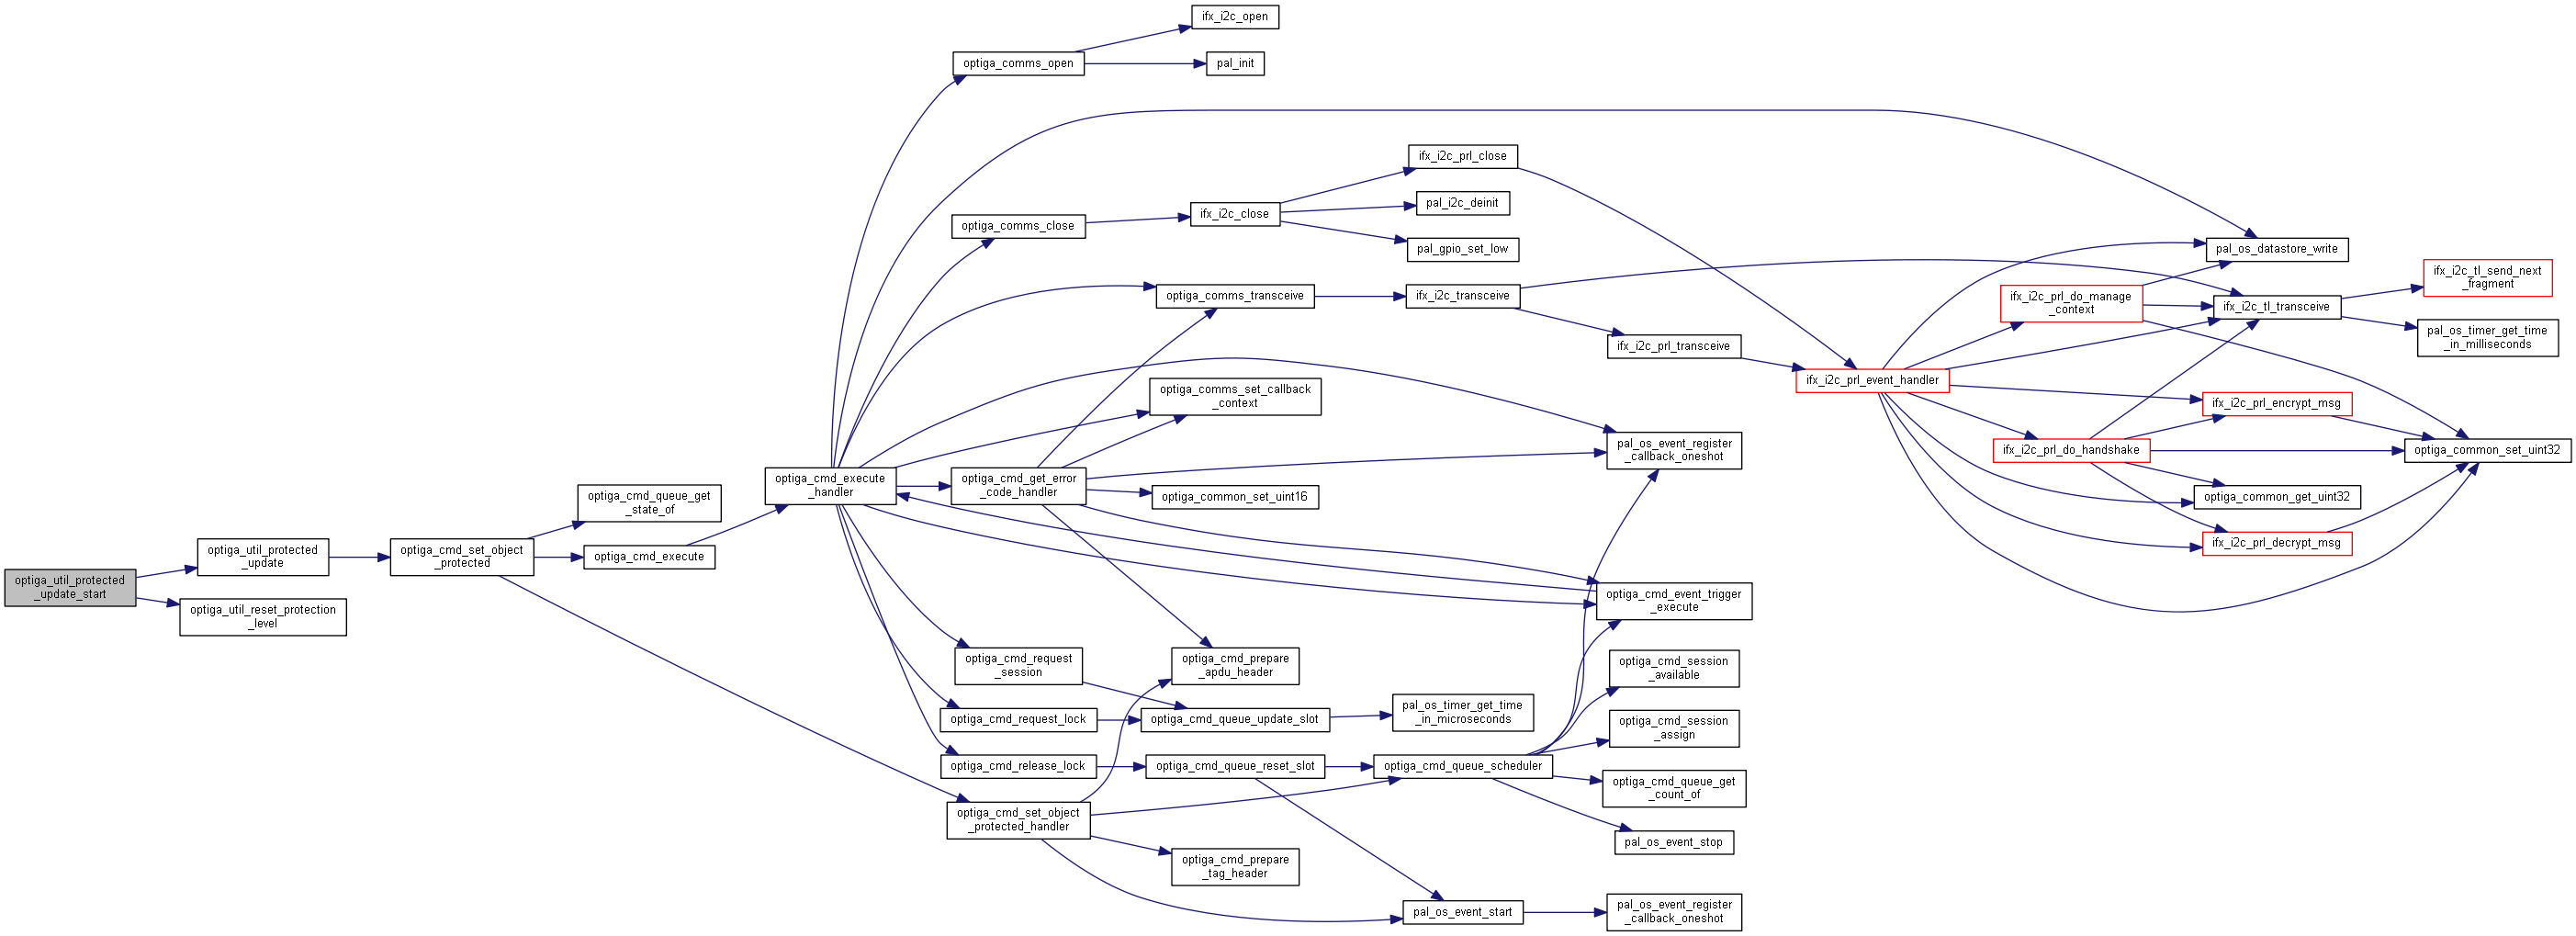 ifx_i2c_open
optiga_comms_open
pal_init
ifx_i2c_prl_close
pal_i2c_deinit
ifx_i2c_close
optiga_comms_close
pal_gpio_set_low
pal_os_datastore_write
ifx_i2c_tl_send_next
_fragment
optiga_comms_transceive
ifx_i2c_transceive
ifx_i2c_prl_do_manage
_context
ifx_i2c_tl_transceive
pal_os_timer_get_time
_in_milliseconds
ifx_i2c_prl_transceive
ifx_i2c_prl_event_handler
optiga_comms_set_callback
_context
ifx_i2c_prl_encrypt_msg
pal_os_event_register
_callback_oneshot
ifx_i2c_prl_do_handshake
optiga_common_set_uint32
optiga_cmd_execute
_handler
optiga_cmd_get_error
_code_handler
optiga_common_set_uint16
optiga_common_get_uint32
optiga_cmd_queue_get
_state_of
ifx_i2c_prl_decrypt_msg
optiga_util_protected
_update
optiga_cmd_set_object
_protected
optiga_cmd_execute
optiga_util_protected
_update_start
optiga_cmd_event_trigger
_execute
optiga_util_reset_protection
_level
optiga_cmd_request
_session
optiga_cmd_prepare
_apdu_header
optiga_cmd_session
_available
optiga_cmd_request_lock
optiga_cmd_queue_update_slot
pal_os_timer_get_time
_in_microseconds
optiga_cmd_session
_assign
optiga_cmd_release_lock
optiga_cmd_queue_reset_slot
optiga_cmd_queue_scheduler
optiga_cmd_queue_get
_count_of
optiga_cmd_set_object
_protected_handler
pal_os_event_stop
optiga_cmd_prepare
_tag_header
pal_os_event_start
pal_os_event_register
_callback_oneshot